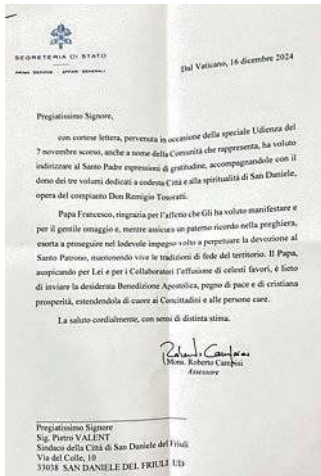 SEGRETERIA DI STATO
PRIMA SEZIONE - AFFARI GENERALI
Dal Vaticano, 16 dicembre 2024
Pregiatissimo Signore,
con cortese lettera, pervenuta in occasione della speciale Udienza del
7 novembre scorso, anche a nome della Comunità che rappresenta, ha voluto
indirizzare al Santo Padre espressioni di gratitudine, accompagnandole con il
dono dei tre volumi dedicati a codesta Città e alla spiritualità di San Daniele,
opera del compianto Don Remigio Tosoratti.
Papa Francesco, ringrazia per l'affetto che Gli ha voluto manifestare e
per il gentile omaggio e, mentre assicura un paterno ricordo nella preghiera,
esorta a proseguire nel lodevole impegno volto a perpetuare la devozione al
Santo Patrono, mantenendo vive le tradizioni di fede del territorio. Il Papa,
auspicando per Lei e per i Collaboratori l'effusione di celesti favori, è lieto
di inviare la desiderata Benedizione Apostolica, pegno di pace e di cristiana
prosperità, estendendola di cuore ai Concittadini e alle persone care.
La saluto cordialmente, con sensi di distinta stima.
Roberto Campisi
Mons. Roberto Campisi
Assessore
Pregiatissimo Signore
Sig. Pietro VALENT
Sindaco della Città di San Daniele del Friuli
Via del Colle, 10
33038 SAN DANIELE DEL FRIULI UD